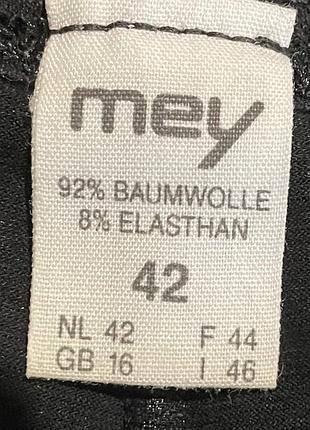 mey
92% BAUMWOLLE
8% ELASTHAN
42
NL 42 F 44
GB 16 I 46